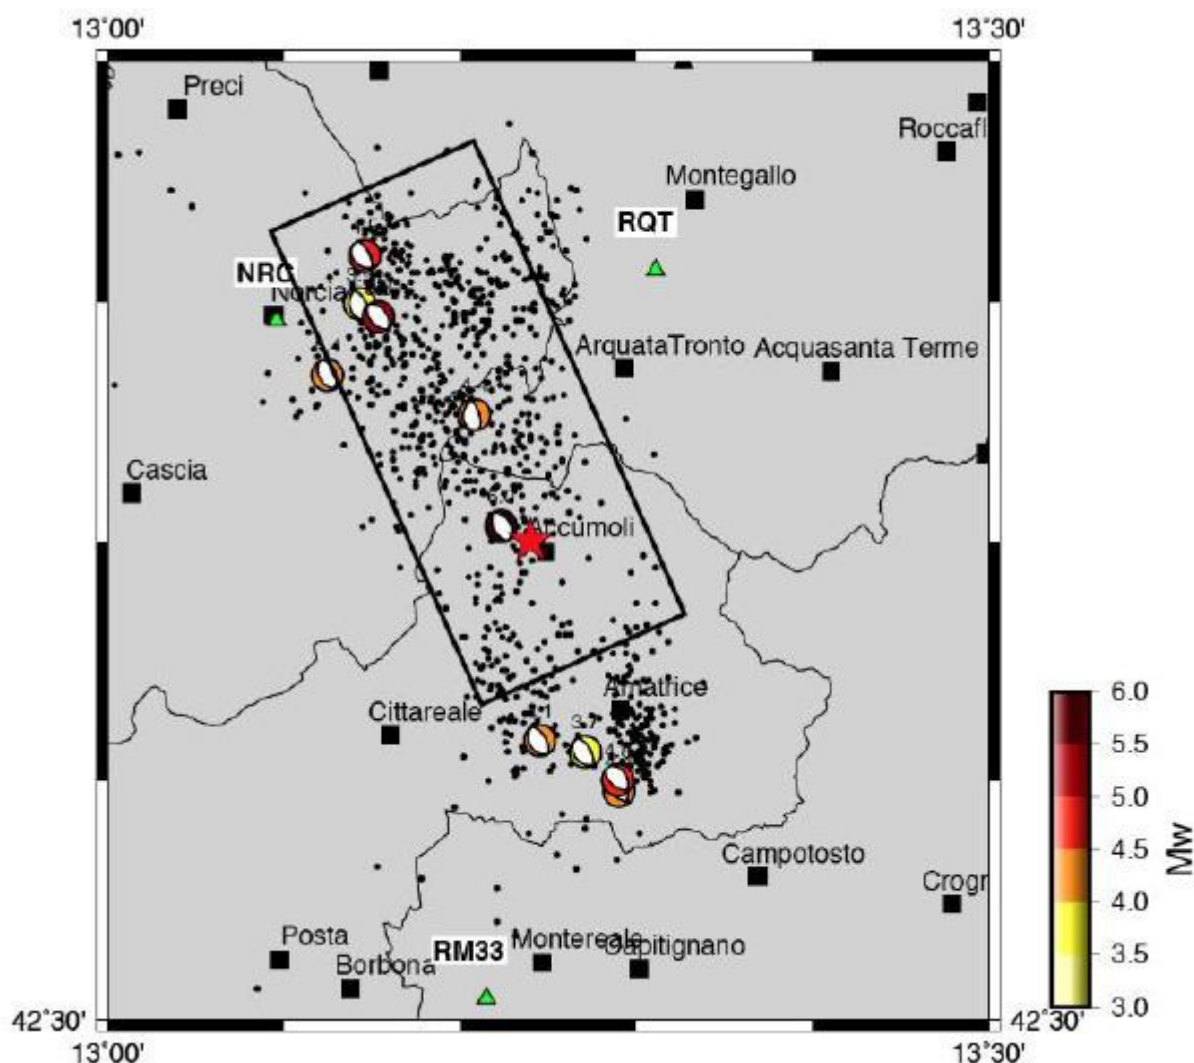 13˚00' 13˚30'
Preci
Roccafl
Montegallo
RQT
NRC
Norcia
ArquataTronto Acquasanta Terme
Cascia
Accumoli
Amatrice
Cittareale
3.7
6.0
5.5
5.0
4.5
4.0
3.5
3.0
Mw
Campotosto
Crogr
Posta
RM33 Montereale
Capitignano
Borbona
42˚30' 42˚30'
13˚00' 13˚30'